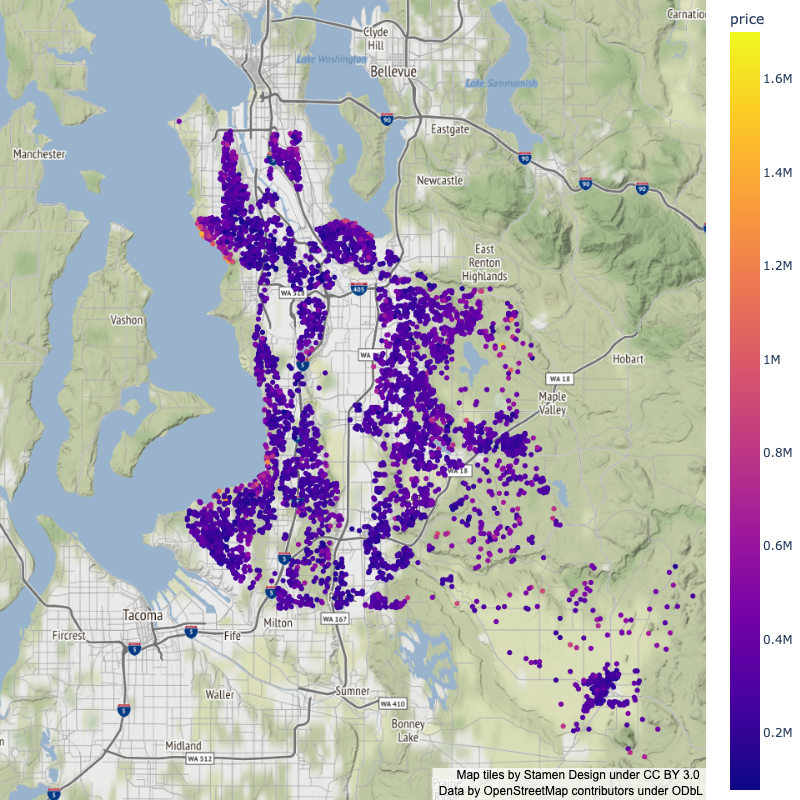 price
Carnation
Clyde
Hill
Lake Washington
Bellevue
Lake Sammamish
1.6M
90
Eastgate
Manchester
90
1.4M
Newcastle
90
90
East
Renton
Highlands
1.2M
WA 518
405
Vashon
WA
Hobart
1M
5
WA 18
Maple
Valley
0.8M
WA 18
0.6M
5
5
Tacoma
WA 167
Milton
0.4M
Fircrest
5
5
Fife
Waller
Sumner
WA 410
5
Bonney
Lake
0.2M
Midland
WA 512
Map tiles by Stamen Design under CC BY 3.0
5
Data by OpenStreetMap contributors under ODbL